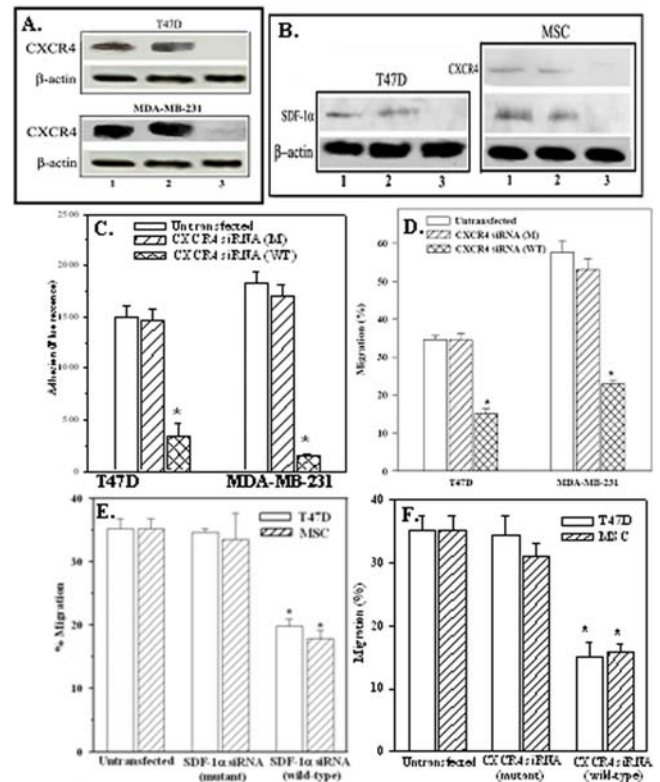 A.
T47D
CXCR4
β-actin
MDA-MB-231
CXCR4
β-actin
1 2 3
B.
MSC
CXCR4
T47D
SDF-1α
β-actin
1 2 3
1 2 3
C.
2500
2000
1500
1000
500
0
Untransfected
CXCR4 siRNA (M)
CXCR4 siRNA (WT)
*
*
T47D MDA-MB-231
D.
Migration (%)
60
50
40
30
20
10
0
Untransfected
CXCR4 siRNA (M)
CXCR4 siRNA (WT)
*
*
T47D MDA-MB-231
E.
% Migration
40
30
20
10
0
T47D
MSC
* *
Untransfected SDF-1α siRNA (mutant) SDF-1α siRNA (wild-type)
F.
Migration (%)
40
30
20
10
0
T47D
MSC
* *
Untransfected CXCR4 siRNA (mutant) CXCR4 siRNA (wild-type)